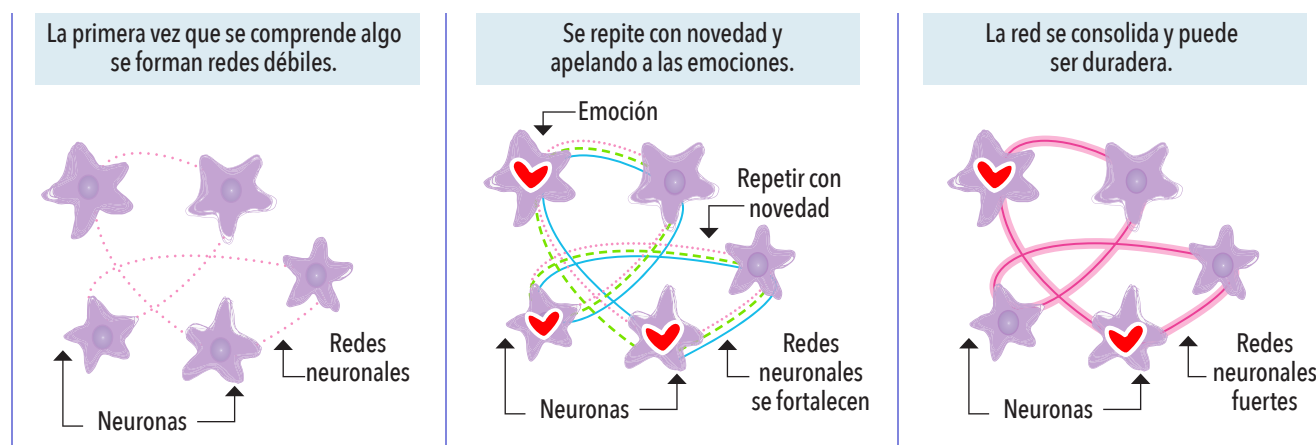 La primera vez que se comprende algo
se forman redes débiles.
Redes
neuronales
Neuronas
Se repite con novedad y
apelando a las emociones.
Emoción
Repetir con
novedad
Redes
neuronales
se fortalecen
Neuronas
La red se consolida y puede
ser duradera.
Redes
neuronales
fuertes
Neuronas